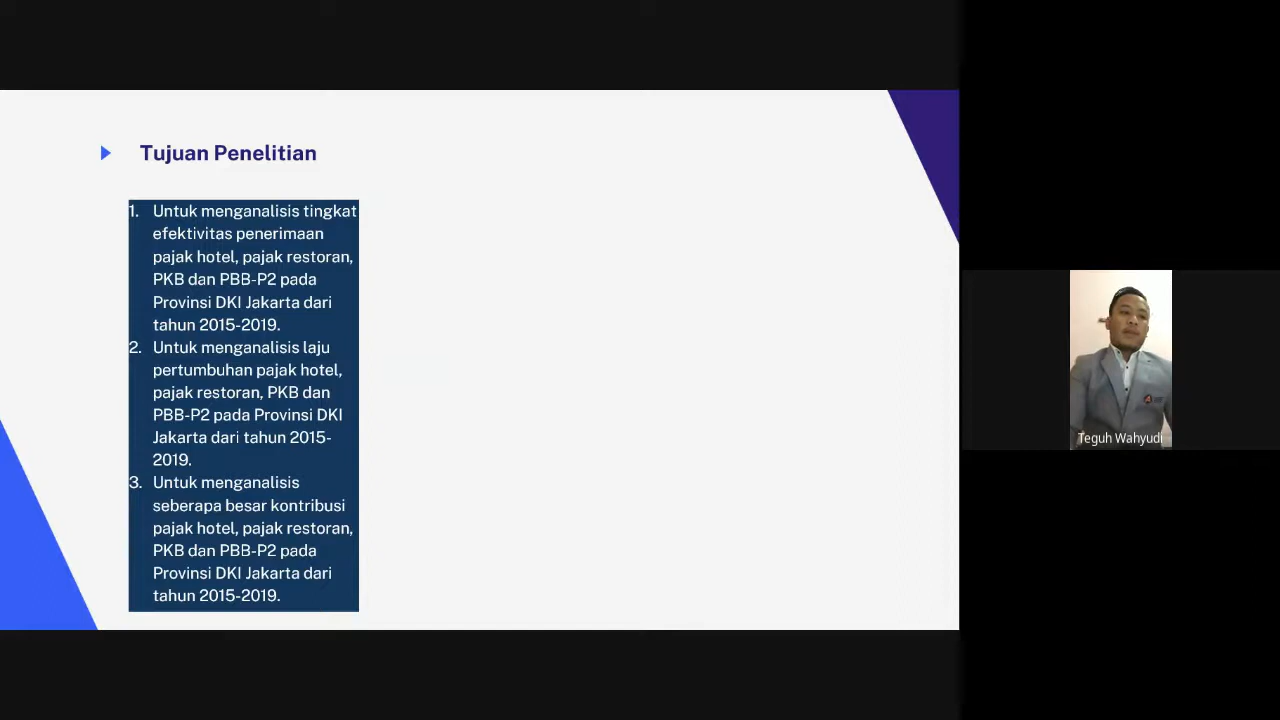 Tujuan Penelitian
1. Untuk menganalisis tingkat
efektivitas penerimaan
pajak hotel, pajak restoran,
PKB dan PBB-P2 pada
Provinsi DKI Jakarta dari
tahun 2015-2019.
2. Untuk menganalisis laju
pertumbuhan pajak hotel,
pajak restoran, PKB dan
PBB-P2 pada Provinsi DKI
Jakarta dari tahun 2015-
2019.
3. Untuk menganalisis
seberapa besar kontribusi
pajak hotel, pajak restoran,
PKB dan PBB-P2 pada
Provinsi DKI Jakarta dari
tahun 2015-2019.
Teguh Wahyudi